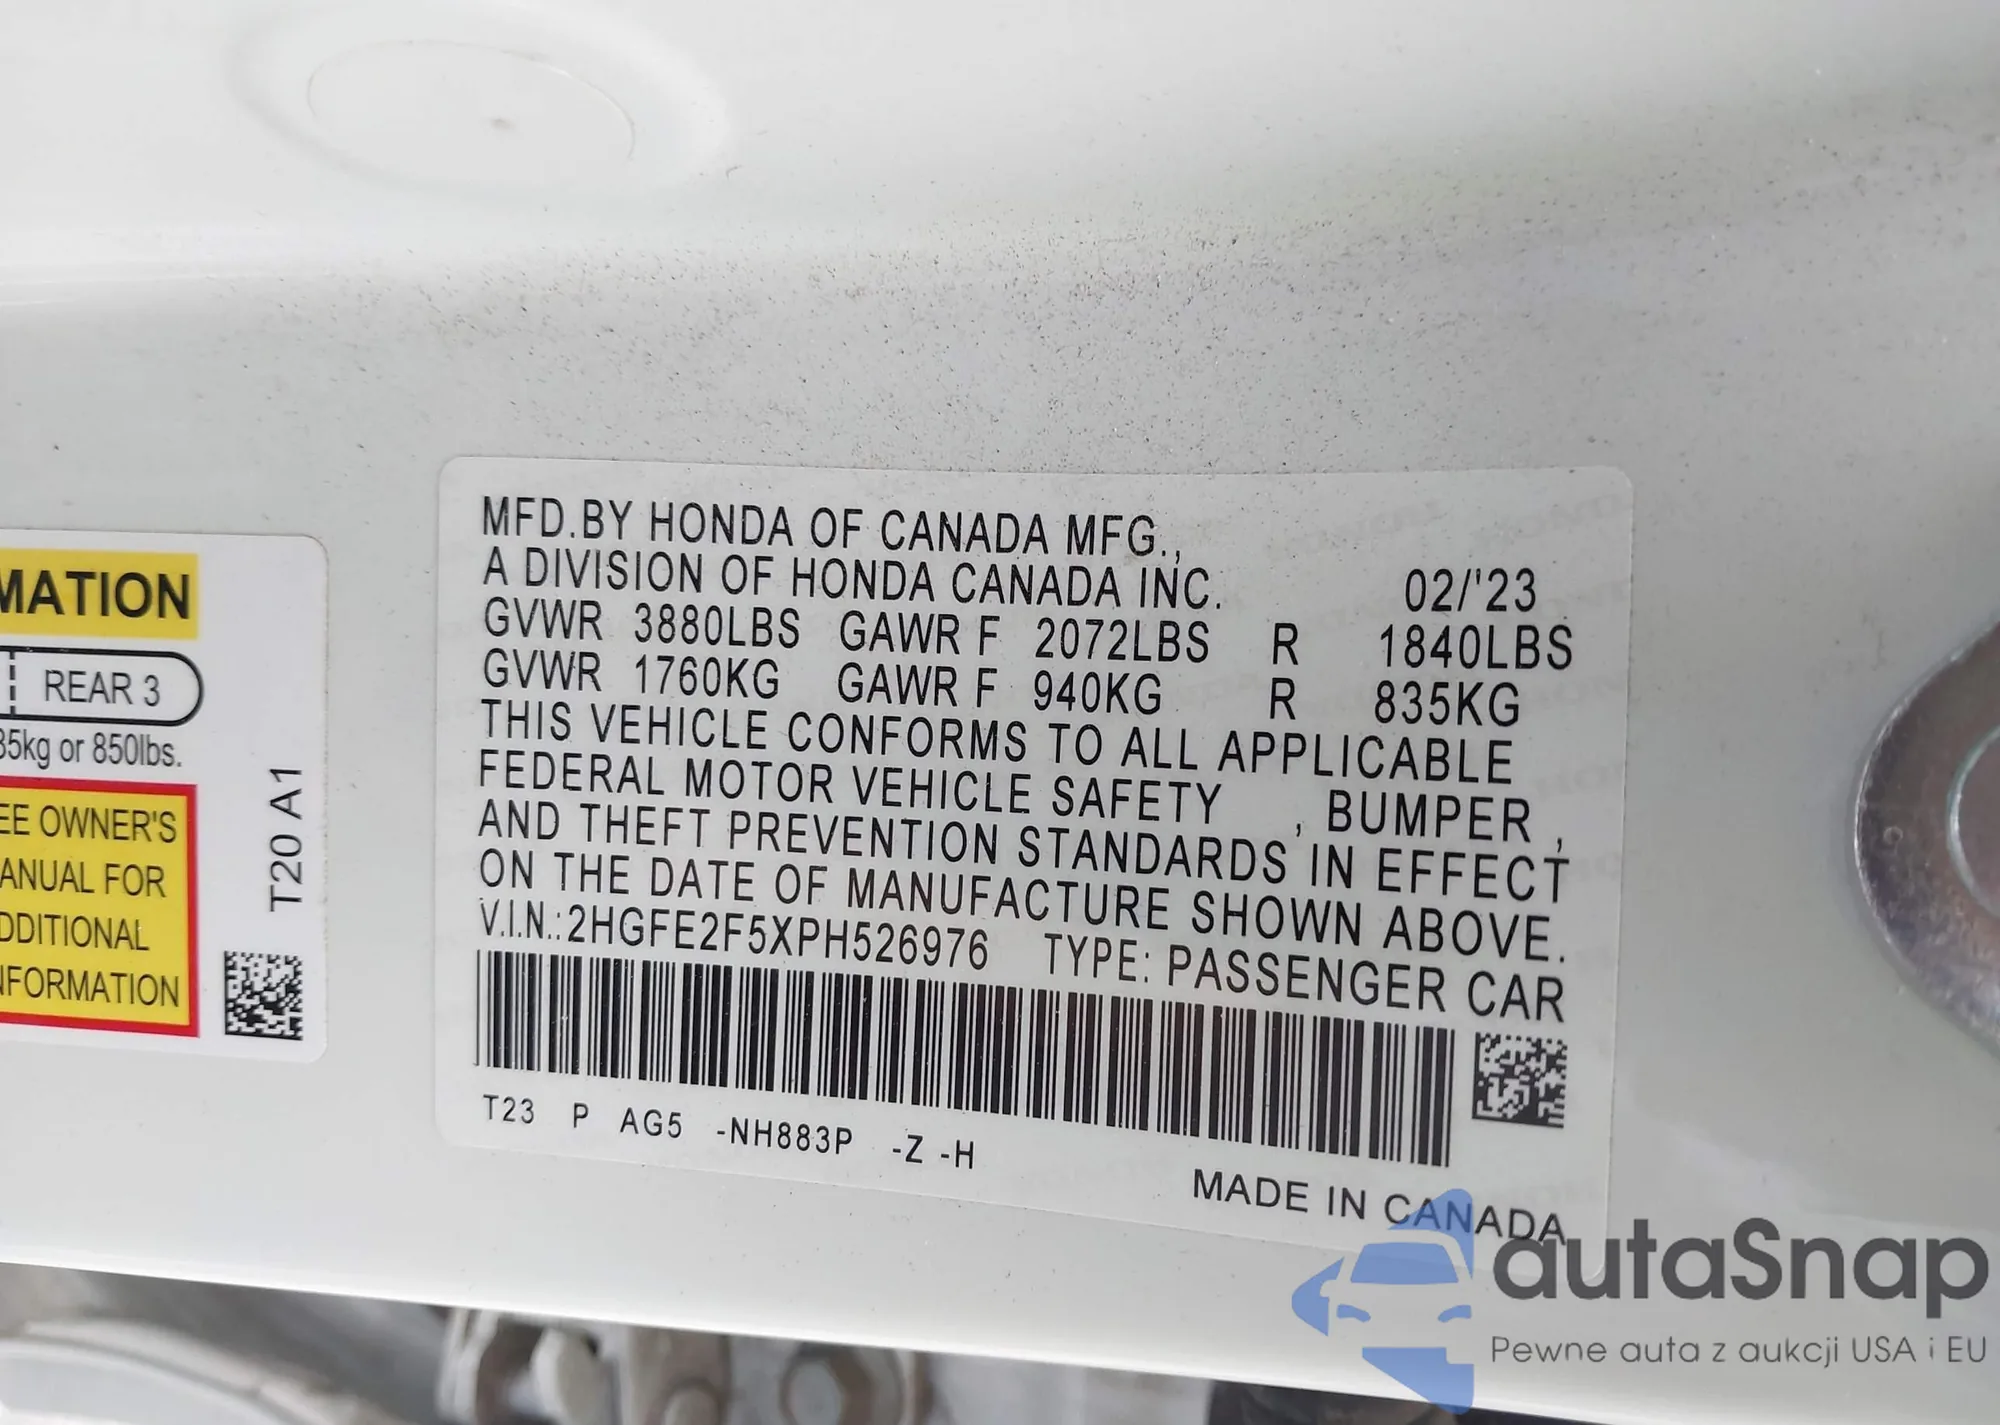 MATION
REAR 3
35kg or 850lbs.
EE OWNER'S
ANUAL FOR
DDITIONAL
NFORMATION
T20 A1
MFD.BY HONDA OF CANADA MFG.,
A DIVISION OF HONDA CANADA INC. 02/'23
GVWR 3880LBS GAWR F 2072LBS R 1840LBS
GVWR 1760KG GAWR F 940KG R 835KG
THIS VEHICLE CONFORMS TO ALL APPLICABLE
FEDERAL MOTOR VEHICLE SAFETY , BUMPER ,
AND THEFT PREVENTION STANDARDS IN EFFECT
ON THE DATE OF MANUFACTURE SHOWN ABOVE.
V.I.N.:2HGFE2F5XPH526976 TYPE: PASSENGER CAR
T23 P AG5 -NH883P -Z -H
MADE IN CANADA
autaSnap
Pewne auta z aukcji USA i EU